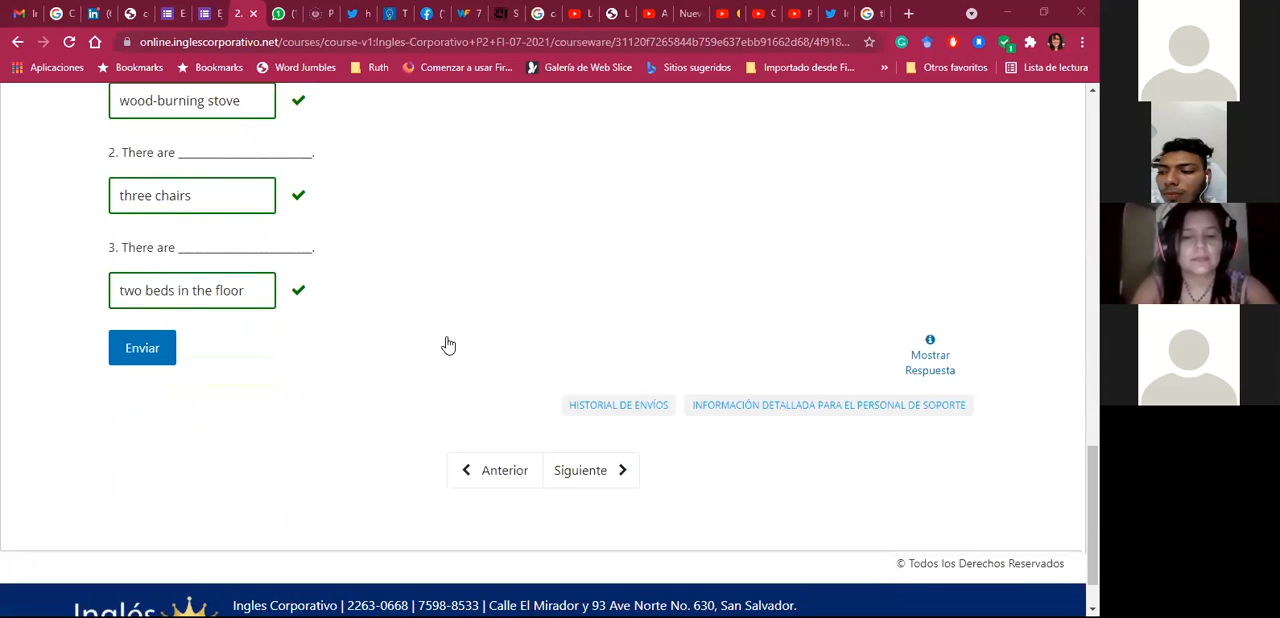 online.inglescorporativo.net/courses/course-v1:Ingles-Corporativo+P2+FI-07-2021/courseware/31120f7265844b759e637ebb91662d68/4f918...
Aplicaciones Bookmarks Bookmarks Word Jumbles Ruth Comenzar a usar Fir... Galería de Web Slice Sitios sugeridos Importado desde Fi... » Otros favoritos Lista de lectura
wood-burning stove
2. There are ______________________.
three chairs
3. There are ______________________.
two beds in the floor
Enviar
Mostrar
Respuesta
HISTORIAL DE ENVÍOS INFORMACIÓN DETALLADA PARA EL PERSONAL DE SOPORTE
Anterior Siguiente
© Todos los Derechos Reservados
Inglés
Ingles Corporativo | 2263-0668 | 7598-8533 | Calle El Mirador y 93 Ave Norte No. 630, San Salvador.